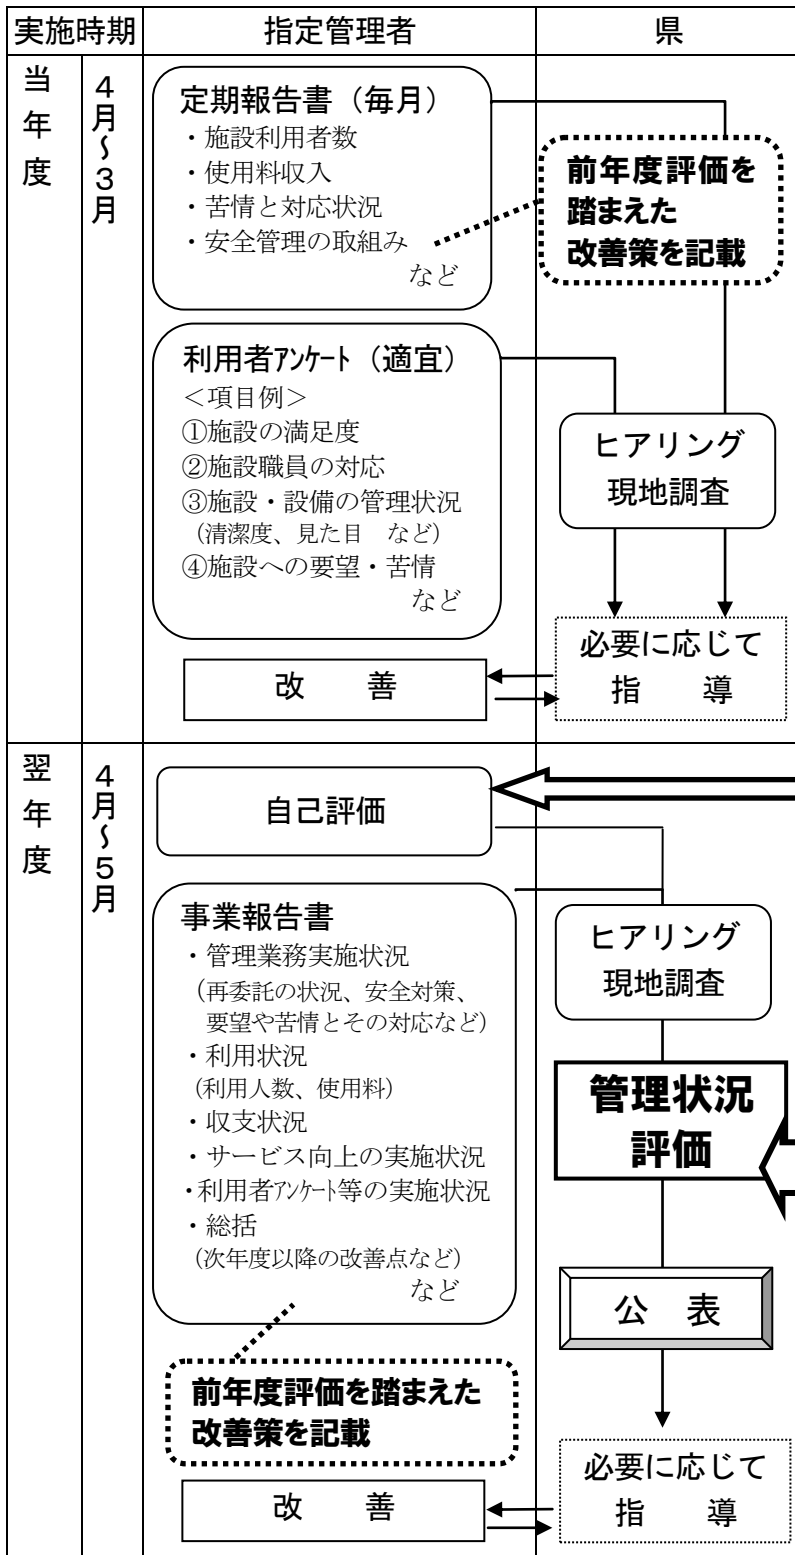 実施時期
指定管理者
県
当年度
4月～3月
定期報告書（毎月）
・施設利用者数
・使用料収入
・苦情と対応状況
・安全管理の取組み
など
前年度評価を
踏まえた
改善策を記載
利用者ｱﾝｹｰﾄ（適宜）
＜項目例＞
①施設の満足度
②施設職員の対応
③施設・設備の管理状況
（清潔度、見た目　など）
④施設への要望・苦情
など
ヒアリング
現地調査
必要に応じて
指　導
改　善
翌年度
4月～5月
自己評価
事業報告書
・管理業務実施状況
（再委託の状況、安全対策、
要望や苦情とその対応など）
・利用状況
（利用人数、使用料）
・収支状況
・サービス向上の実施状況
・利用者ｱﾝｹｰﾄ等の実施状況
・総括
（次年度以降の改善点など）
など
前年度評価を踏まえた
改善策を記載
ヒアリング
現地調査
管理状況
評価
公　表
必要に応じて
指　導
改　善